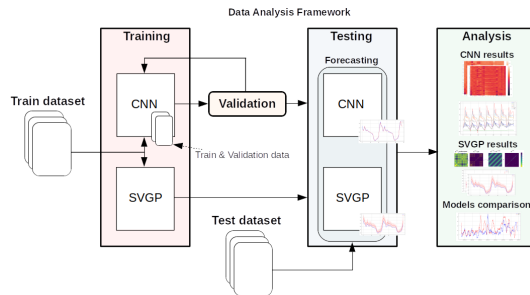 Data Analysis Framework
Training
Testing
Analysis
Forecasting
CNN results
Train dataset
CNN
Validation
CNN
Train & Validation data
SVGP results
SVGP
SVGP
Models comparison
Test dataset